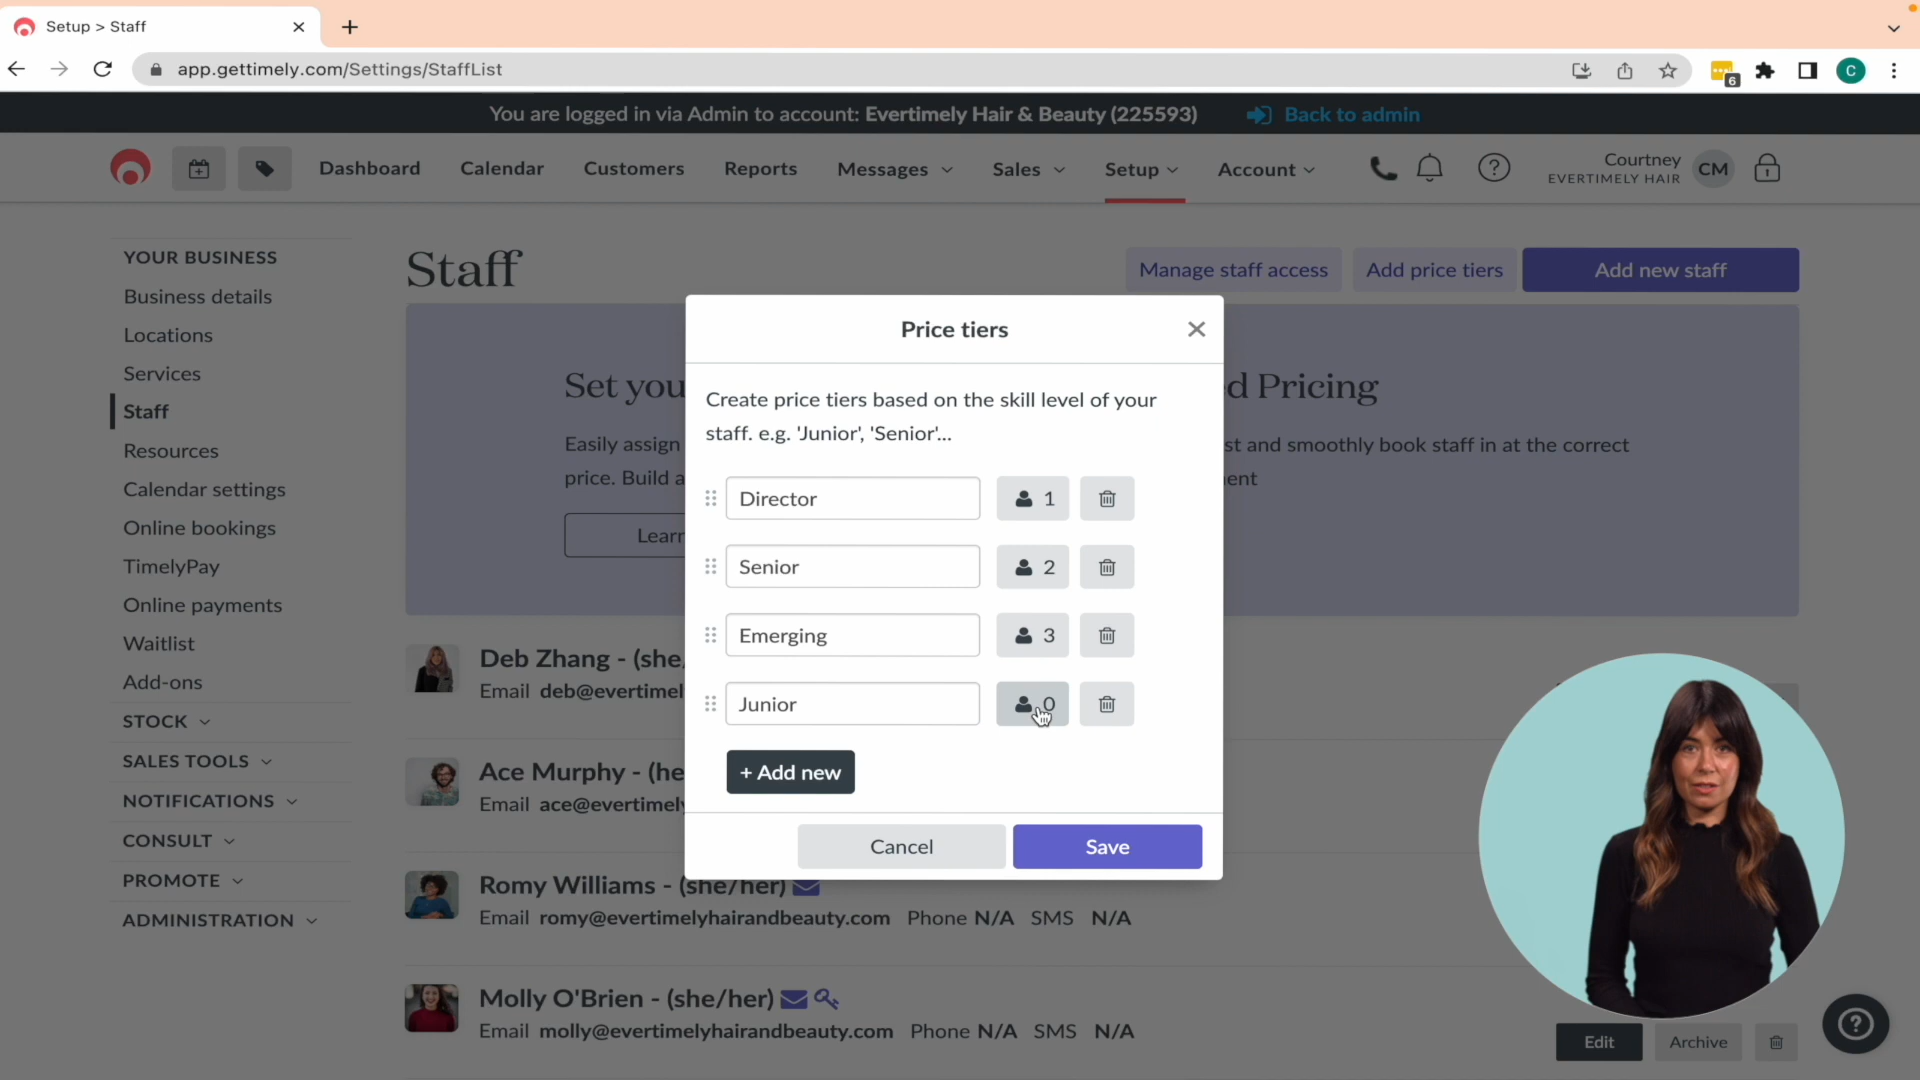 Setup > Staff
app.gettimely.com/Settings/StaffList
6
C
You are logged in via Admin to account: Evertimely Hair & Beauty (225593)
Back to admin
Dashboard
Calendar
Customers
Reports
Messages
Sales
Setup
Account
Courtney
EVERTIMELY HAIR
CM
YOUR BUSINESS
Business details
Locations
Services
Staff
Resources
Calendar settings
Online bookings
TimelyPay
Online payments
Waitlist
Add-ons
STOCK
SALES TOOLS
NOTIFICATIONS
CONSULT
PROMOTE
ADMINISTRATION
Staff
Manage staff access
Add price tiers
Add new staff
Set you
d Pricing
Easily assign
st and smoothly book staff in at the correct
price. Build a
ent
Learn
Price tiers
Create price tiers based on the skill level of your
staff. e.g. 'Junior', 'Senior'...
Director
1
Senior
2
Emerging
3
Junior
0
+ Add new
Cancel
Save
Deb Zhang - (she
Email deb@evertimel
Ace Murphy - (he
Email ace@evertimely
Romy Williams - (she/her)
Email romy@evertimelyhairandbeauty.com Phone N/A SMS N/A
Molly O'Brien - (she/her)
Email molly@evertimelyhairandbeauty.com Phone N/A SMS N/A
Edit
Archive